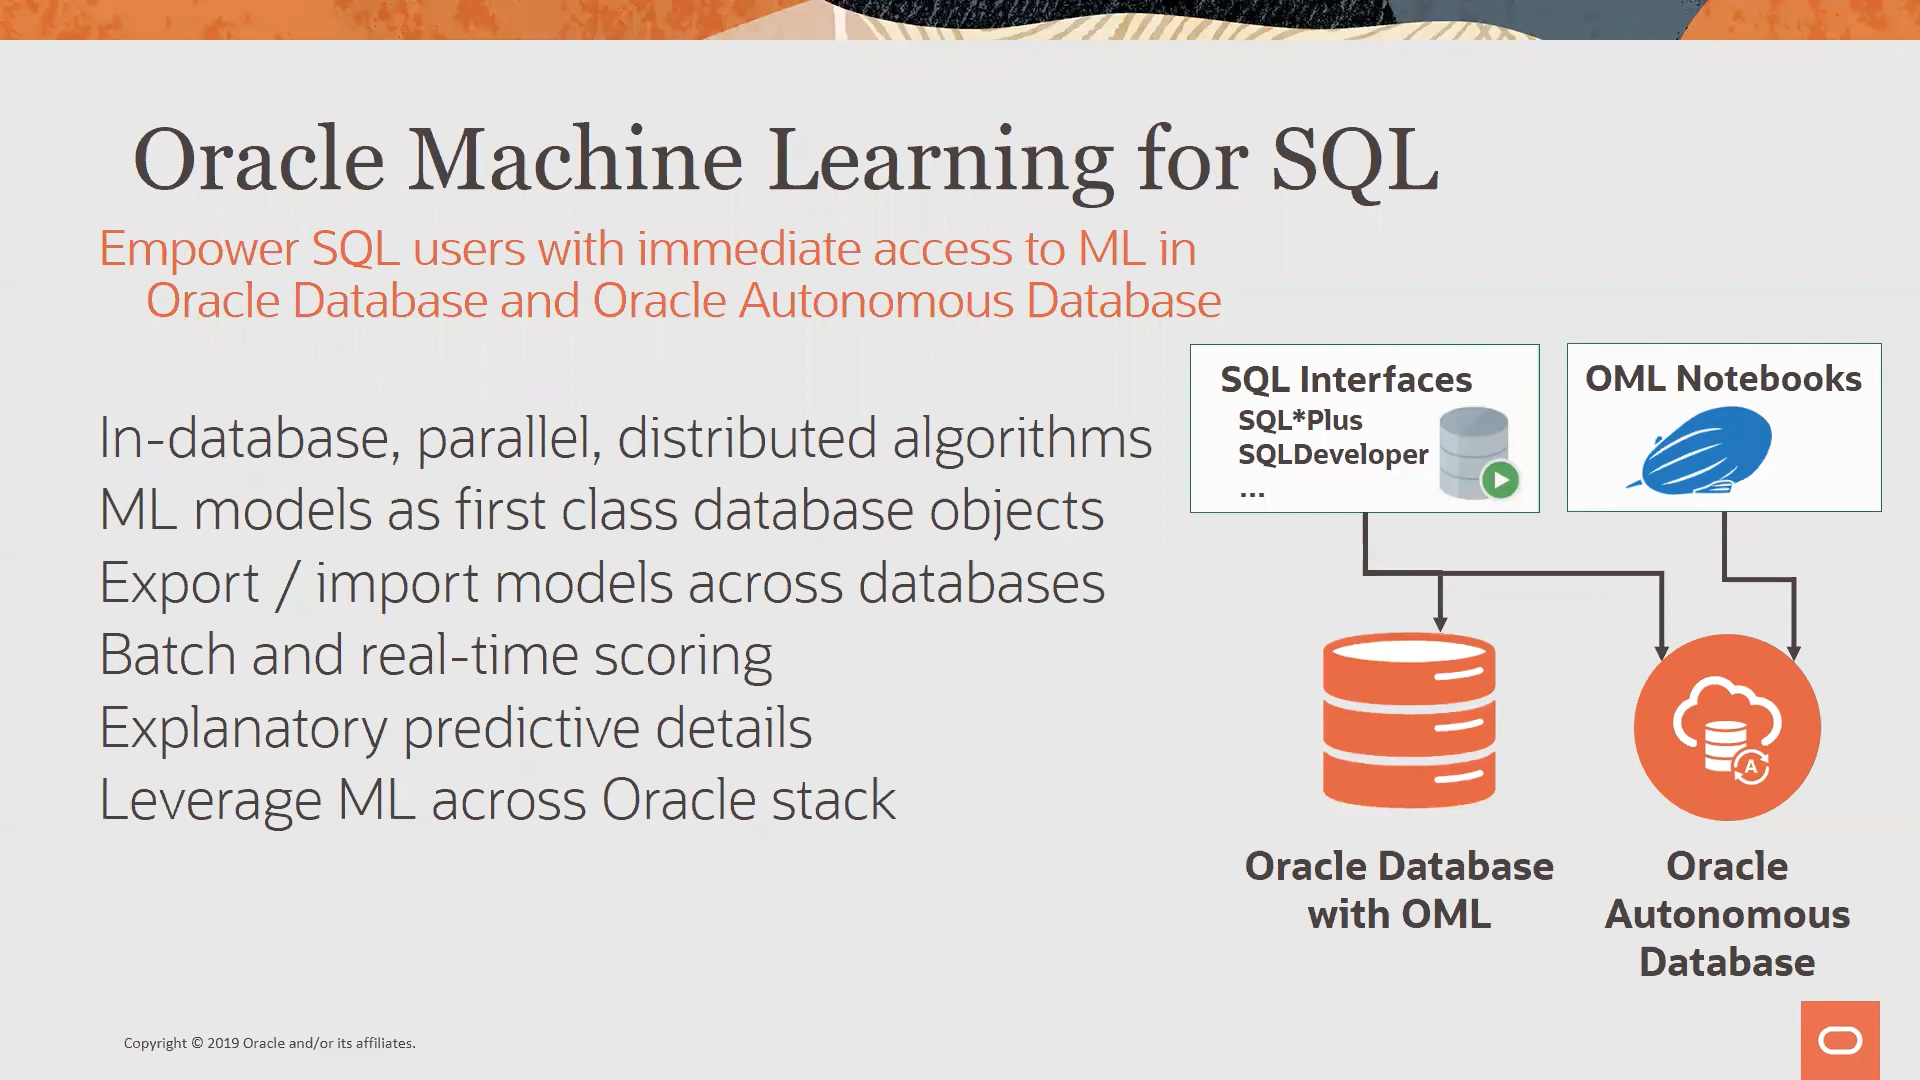 Oracle Machine Learning for SQL
Empower SQL users with immediate access to ML in
Oracle Database and Oracle Autonomous Database
In-database, parallel, distributed algorithms
ML models as first class database objects
Export / import models across databases
Batch and real-time scoring
Explanatory predictive details
Leverage ML across Oracle stack
SQL Interfaces
SQL*Plus
SQLDeveloper
...
OML Notebooks
A
Oracle Database
with OML
Oracle
Autonomous
Database
Copyright © 2019 Oracle and/or its affiliates.